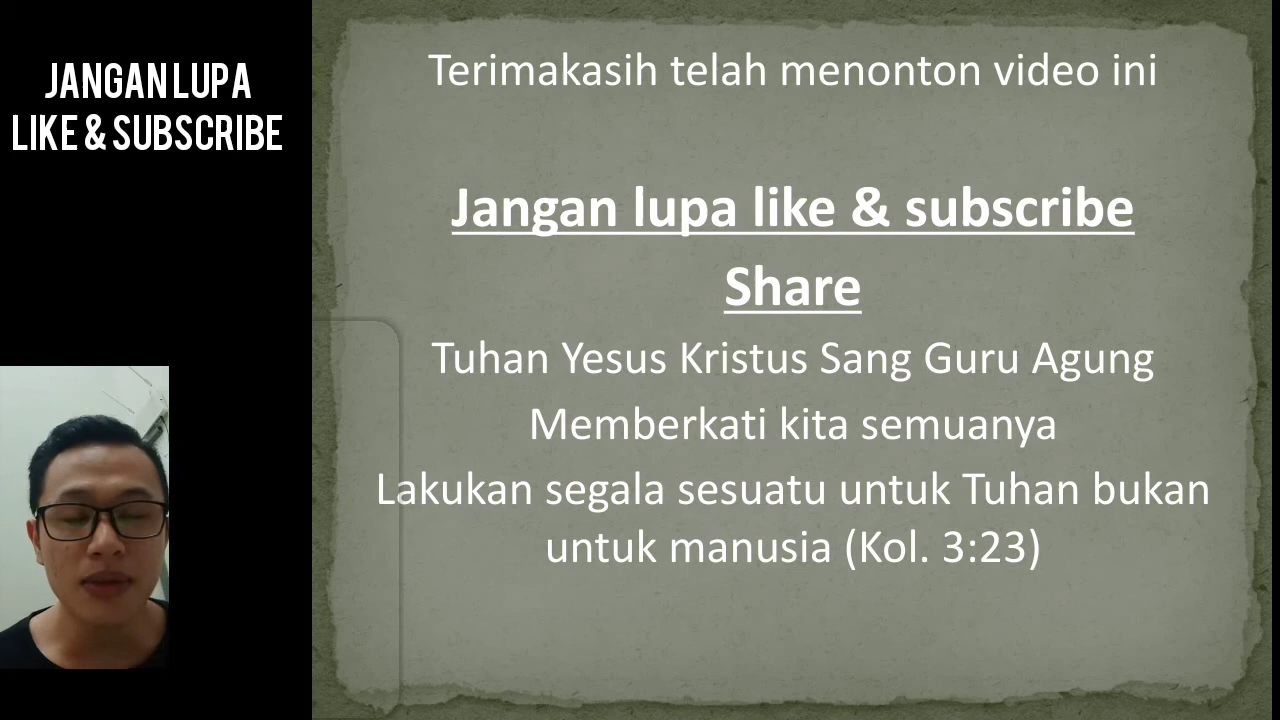 JANGAN LUPA
LIKE & SUBSCRIBE
Terimakasih telah menonton video ini
Jangan lupa like & subscribe
Share
Tuhan Yesus Kristus Sang Guru Agung
Memberkati kita semuanya
Lakukan segala sesuatu untuk Tuhan bukan
untuk manusia (Kol. 3:23)